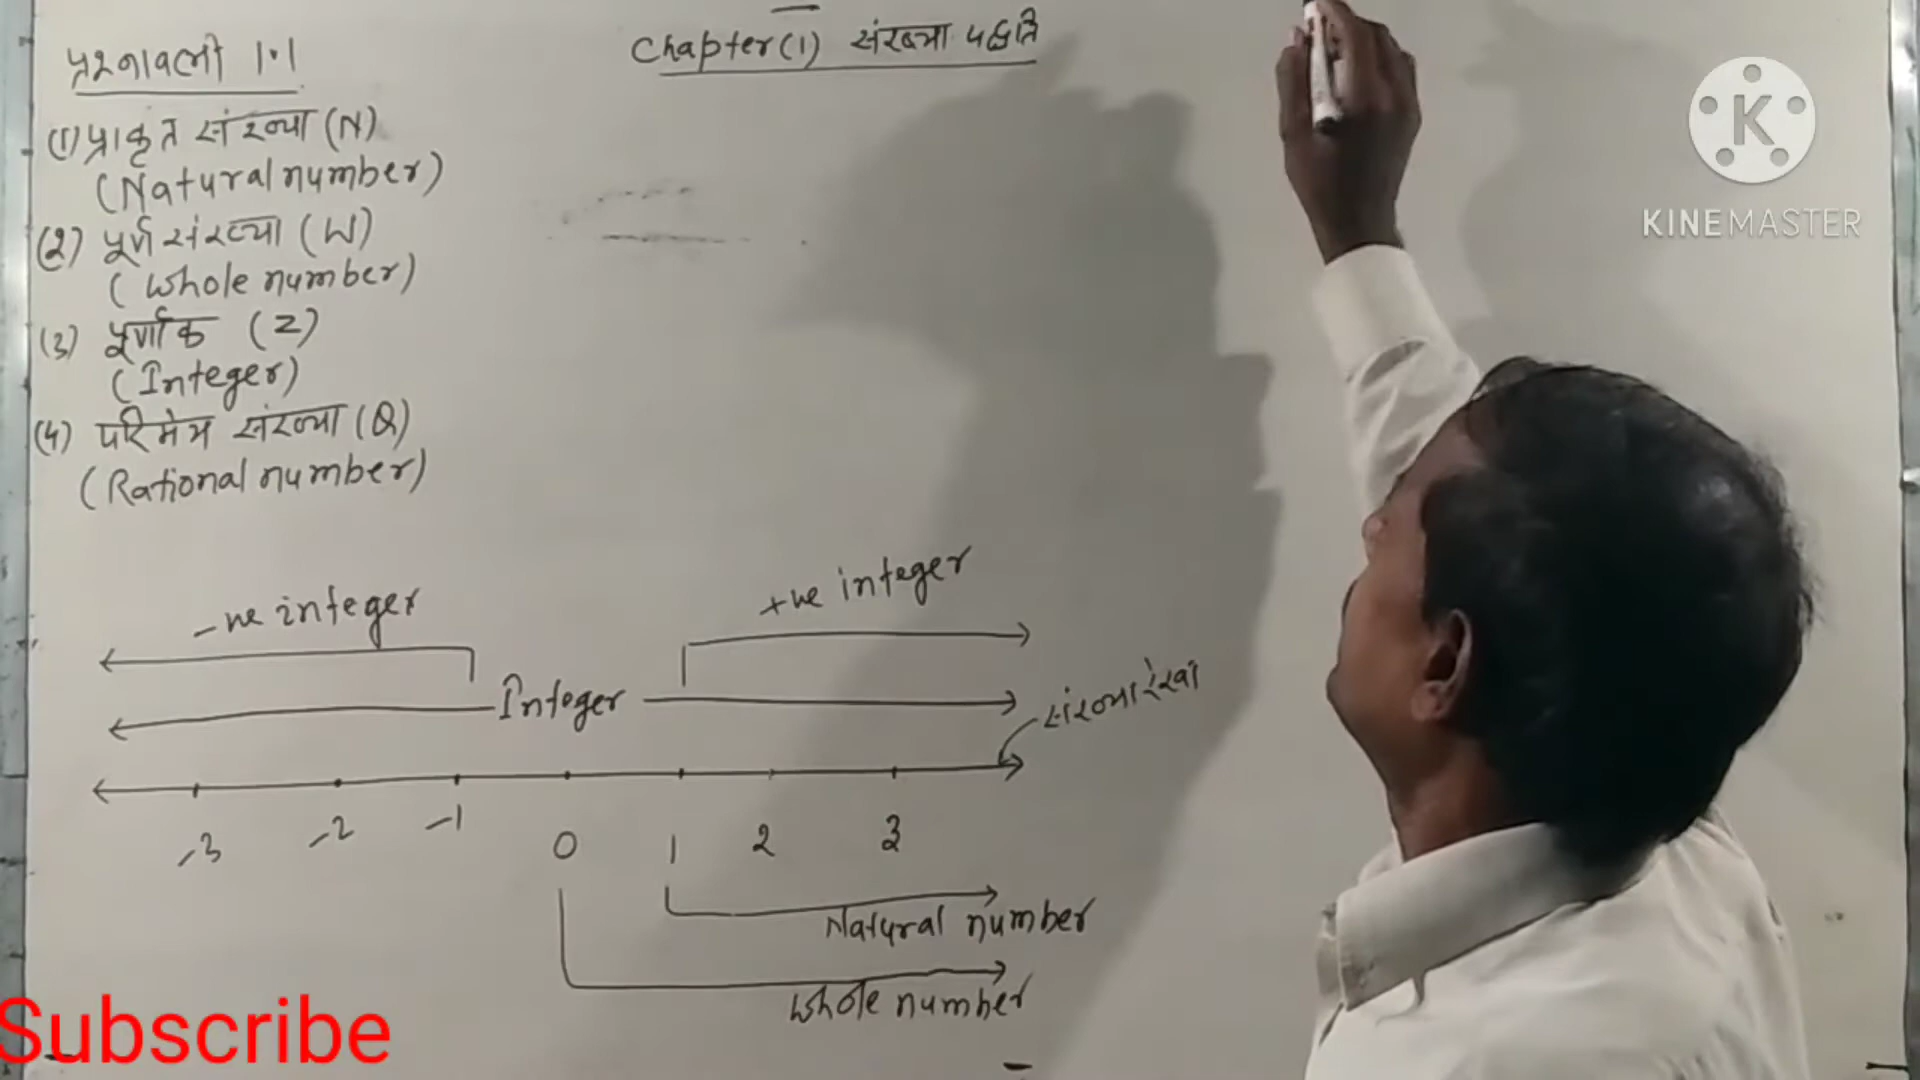 Chapter (1) संख्या पद्धति
प्रश्नावली 1.1
(1) प्राकृत संख्या (N)
(Natural number)
(2) पूर्ण संख्या (W)
(Whole number)
(3) पूर्णांक (Z)
(Integer)
(4) परिमेय संख्या (Q)
(Rational number)
-ve integer
+ve integer
Integer
संख्या रेखा
-3 -2 -1 0 1 2 3
Natural number
Whole number
Subscribe
K
KINEMASTER